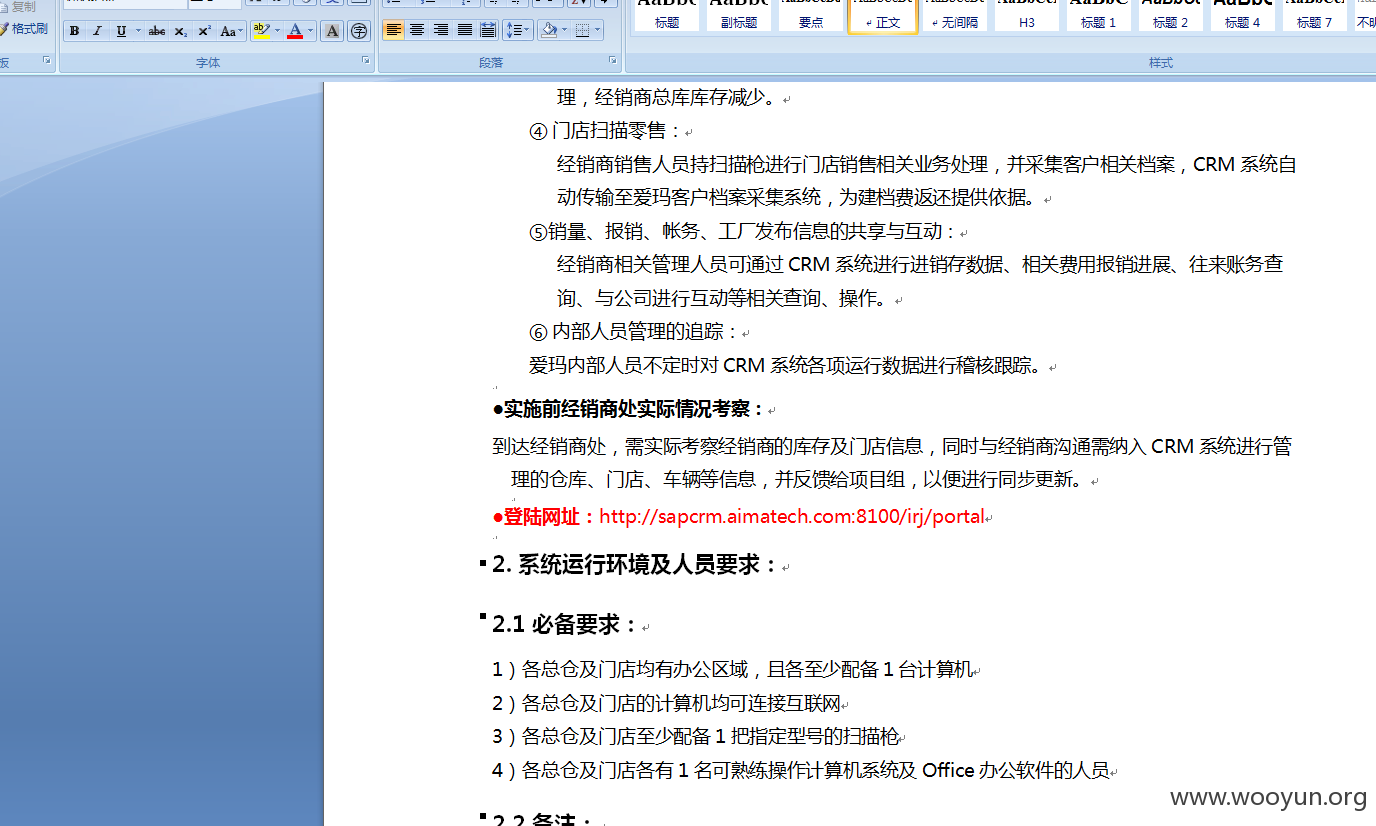 复制
格式刷
B I U abc x₂ x² Aa A A 字
板 字体 段落 样式
标题 副标题 要点 正文 无间隔 H3 标题 1 标题 2 标题 4 标题 7
理，经销商总库库存减少。
④ 门店扫描零售：
经销商销售人员持扫描枪进行门店销售相关业务处理，并采集客户相关档案，CRM 系统自
动传输至爱玛客户档案采集系统，为建档费返还提供依据。
⑤销量、报销、帐务、工厂发布信息的共享与互动：
经销商相关管理人员可通过 CRM 系统进行进销存数据、相关费用报销进展、往来账务查
询、与公司进行互动等相关查询、操作。
⑥ 内部人员管理的追踪：
爱玛内部人员不定时对 CRM 系统各项运行数据进行稽核跟踪。
●实施前经销商处实际情况考察：
到达经销商处，需实际考察经销商的库存及门店信息，同时与经销商沟通需纳入 CRM 系统进行管
理的仓库、门店、车辆等信息，并反馈给项目组，以便进行同步更新。
●登陆网址：http://sapcrm.aimatech.com:8100/irj/portal
2. 系统运行环境及人员要求：
2.1 必备要求：
1）各总仓及门店均有办公区域，且各至少配备 1 台计算机
2）各总仓及门店的计算机均可连接互联网
3）各总仓及门店至少配备 1 把指定型号的扫描枪
4）各总仓及门店各有 1 名可熟练操作计算机系统及 Office 办公软件的人员
2.2 备注：
www.wooyun.org